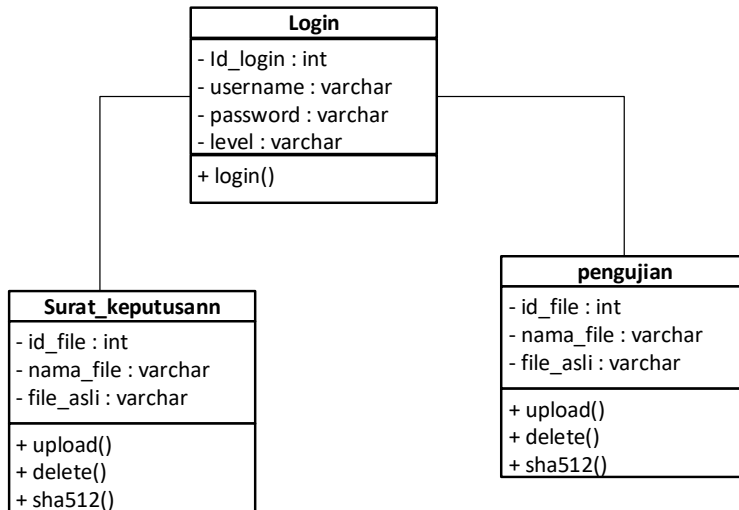 Login
- Id_login : int
- username : varchar
- password : varchar
- level : varchar
+ login()
Surat_keputusann
- id_file : int
- nama_file : varchar
- file_asli : varchar
+ upload()
+ delete()
+ sha512()
pengujian
- id_file : int
- nama_file : varchar
- file_asli : varchar
+ upload()
+ delete()
+ sha512()